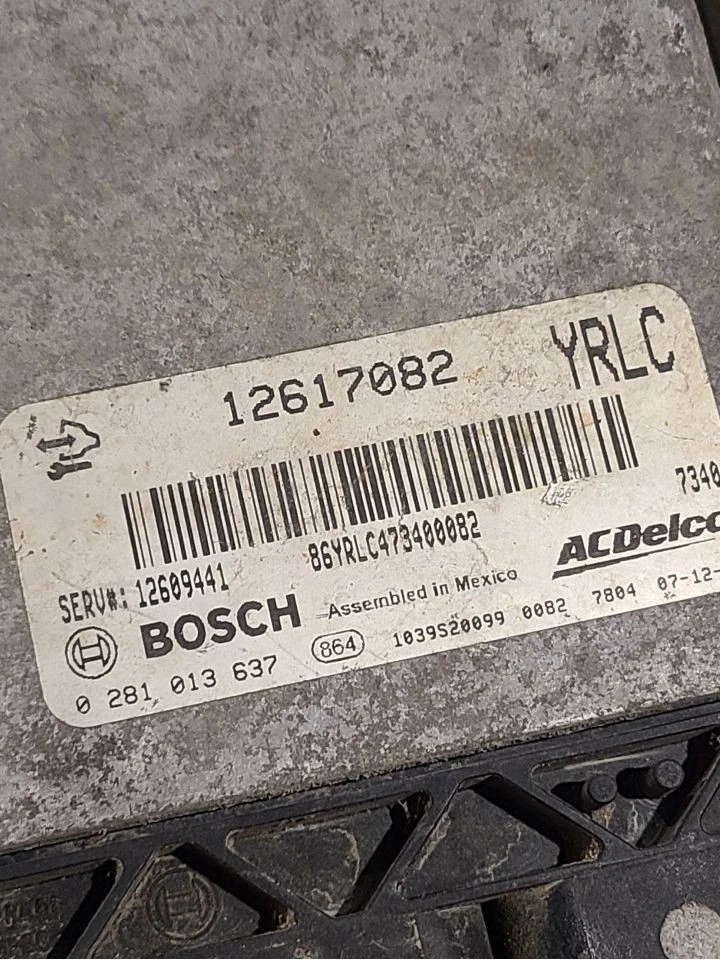 12617082 YRLC
7340
86YRLC473400082
SERV#: 12609441
ACDelco
BOSCH Assembled in Mexico
0 281 013 637 864 1039S20099 0082 7804 07-12-